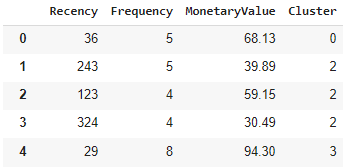 Recency Frequency MonetaryValue Cluster
0 36 5 68.13 0
1 243 5 39.89 2
2 123 4 59.15 2
3 324 4 30.49 2
4 29 8 94.30 3